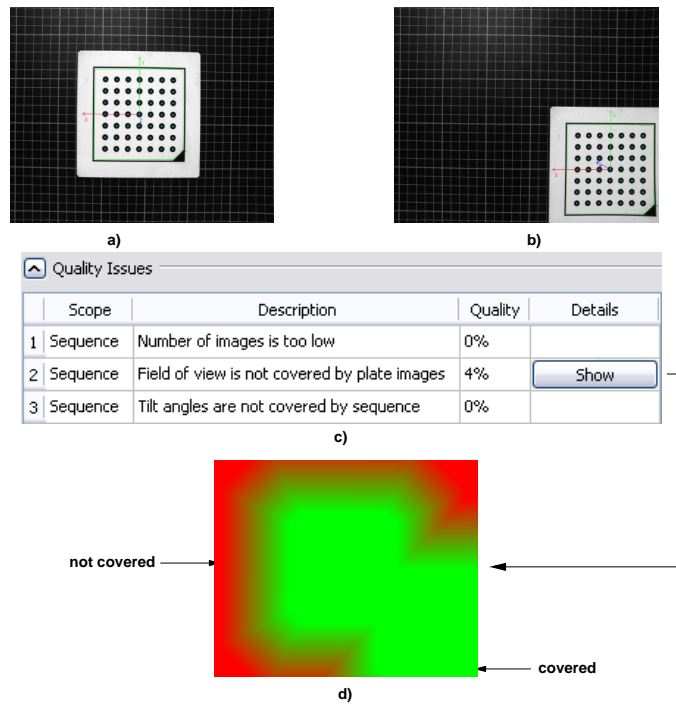 a)
b)
Quality Issues
Scope Description Quality Details
1 Sequence Number of images is too low 0%
2 Sequence Field of view is not covered by plate images 4% Show
3 Sequence Tilt angles are not covered by sequence 0%
c)
not covered
covered
d)